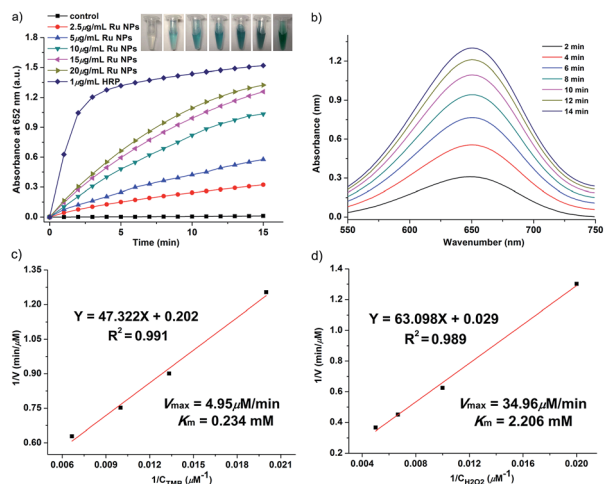 a)
control
2.5μg/mL Ru NPs
5μg/mL Ru NPs
10μg/mL Ru NPs
15μg/mL Ru NPs
20μg/mL Ru NPs
1μg/mL HRP
Absorbance at 652 nm (a.u.)
1.8
1.5
1.2
0.9
0.6
0.3
0.0
0 5 10 15
Time (min)
b)
2 min
4 min
6 min
8 min
10 min
12 min
14 min
Absorbance (nm)
1.2
0.9
0.6
0.3
0.0
550 600 650 700 750
Wavenumber (nm)
c)
1/V (min/μM)
1.35
1.20
1.05
0.90
0.75
0.60
Y = 47.322X + 0.202
R² = 0.991
Vmax = 4.95μM/min
Km = 0.234 mM
0.006 0.009 0.012 0.015 0.018 0.021
1/CTMB (μM⁻¹)
d)
1/V (min/μM)
1.4
1.2
1.0
0.8
0.6
0.4
0.2
Y = 63.098X + 0.029
R² = 0.989
Vmax = 34.96μM/min
Km = 2.206 mM
0.004 0.008 0.012 0.016 0.020
1/CH2O2 (μM⁻¹)